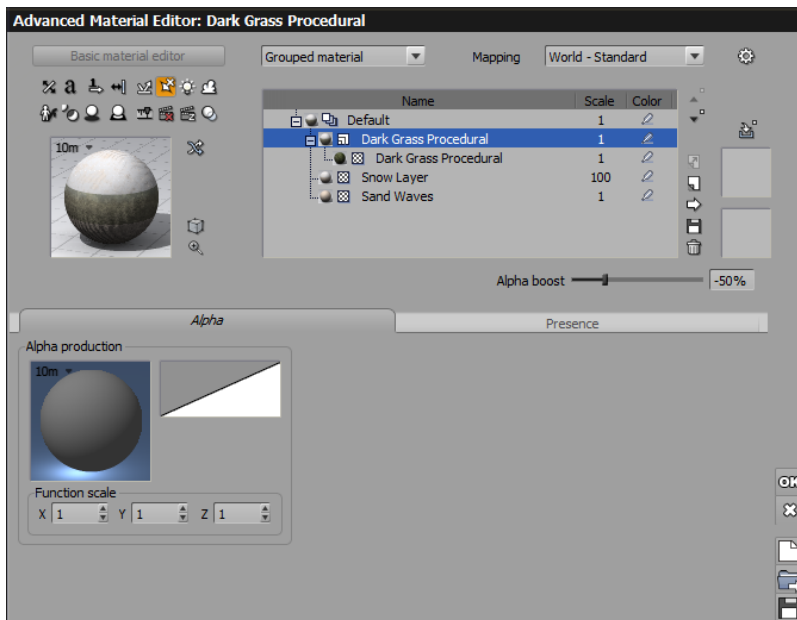 Advanced Material Editor: Dark Grass Procedural
Basic material editor
Grouped material
Mapping
World - Standard
Name Scale Color
Default 1
Dark Grass Procedural 1
Dark Grass Procedural 1
Snow Layer 100
Sand Waves 1
10m
Alpha boost -50%
Alpha
Presence
Alpha production
10m
Function scale
X 1 Y 1 Z 1
OK